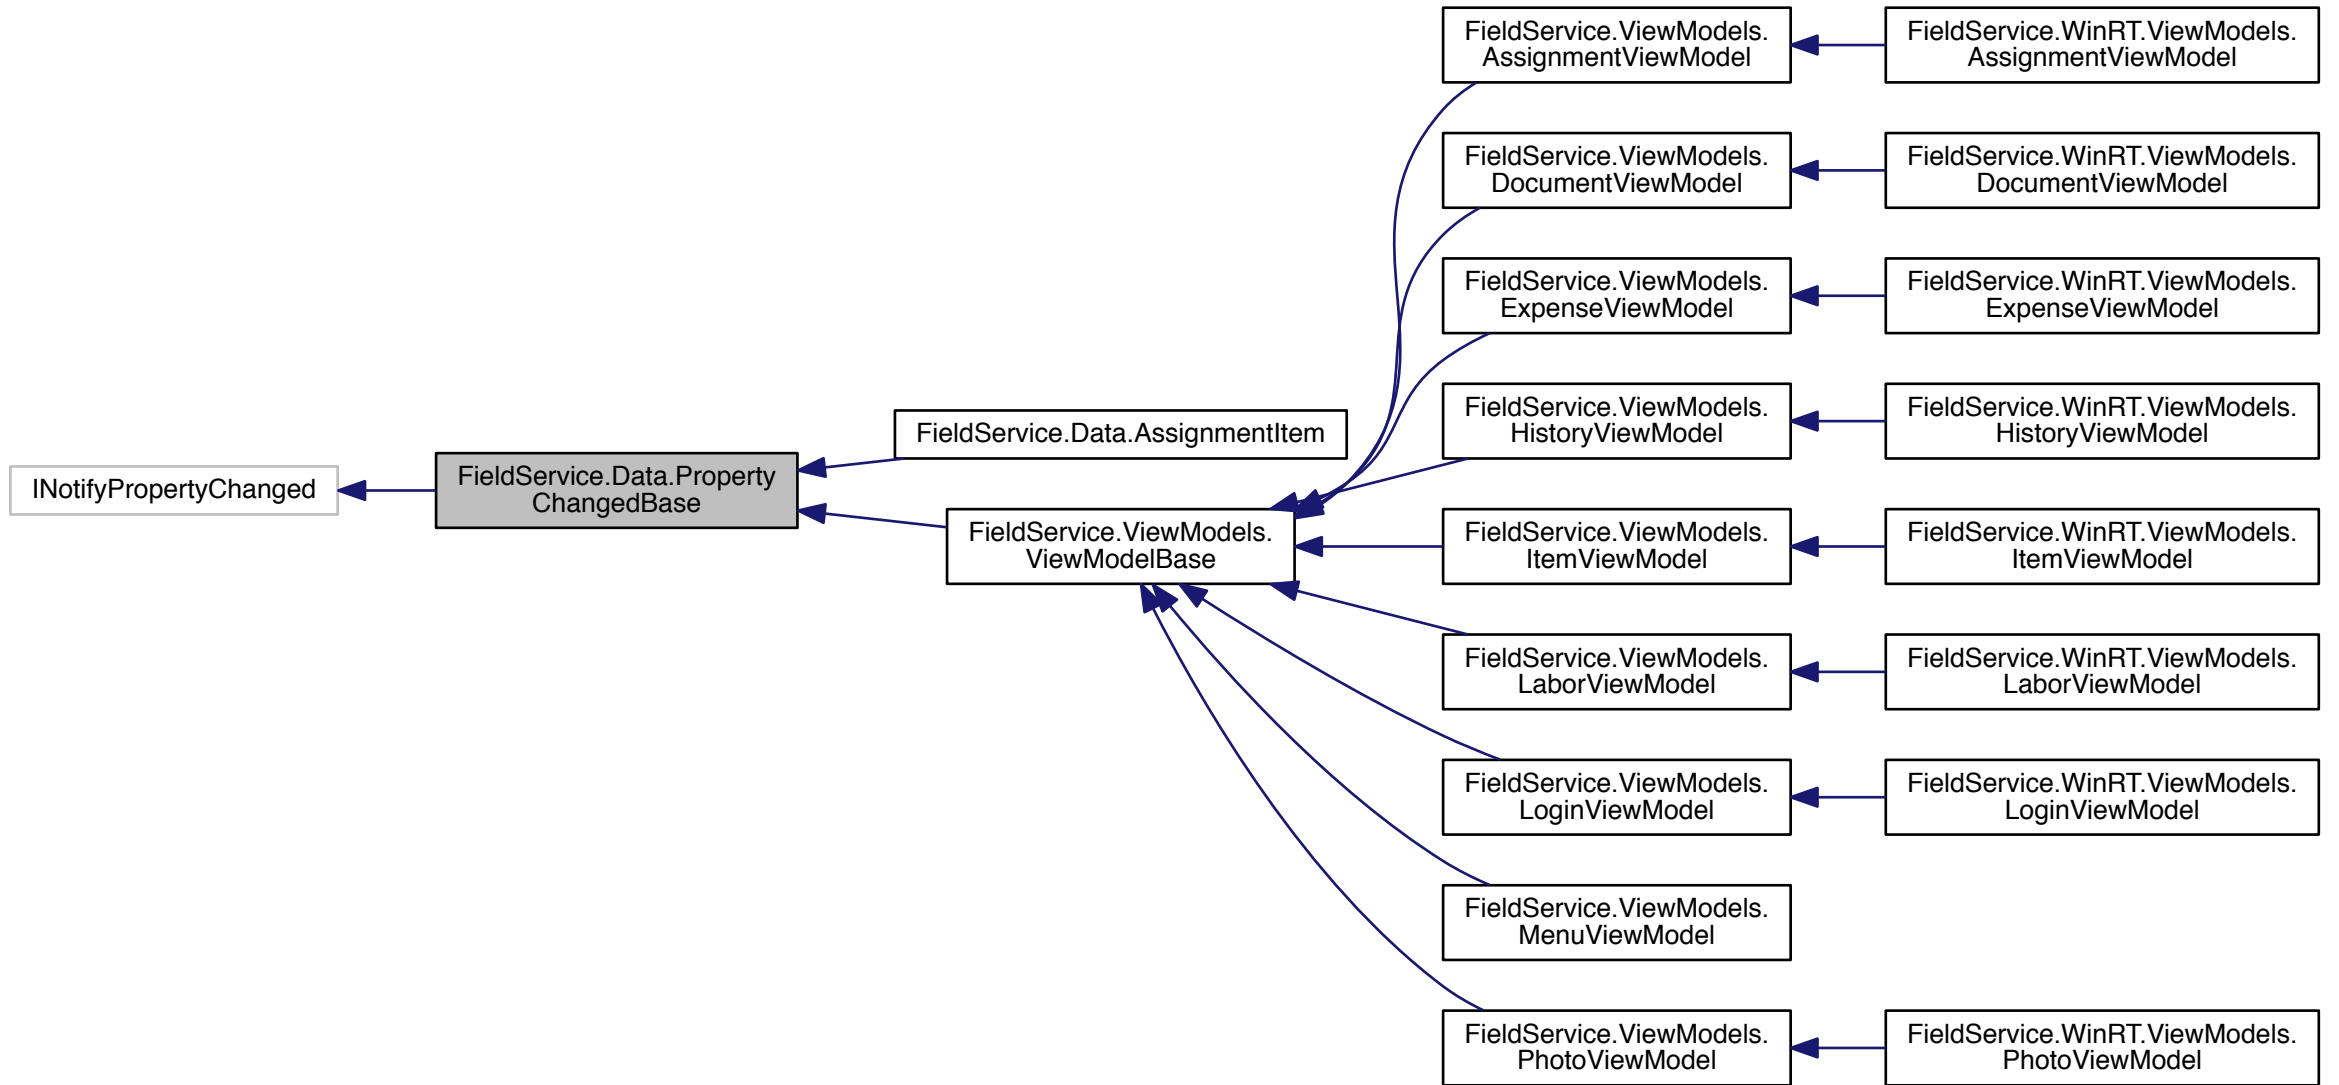 INotifyPropertyChanged
FieldService.Data.Property
ChangedBase
FieldService.Data.AssignmentItem
FieldService.ViewModels.
ViewModelBase
FieldService.ViewModels.
AssignmentViewModel
FieldService.ViewModels.
DocumentViewModel
FieldService.ViewModels.
ExpenseViewModel
FieldService.ViewModels.
HistoryViewModel
FieldService.ViewModels.
ItemViewModel
FieldService.ViewModels.
LaborViewModel
FieldService.ViewModels.
LoginViewModel
FieldService.ViewModels.
MenuViewModel
FieldService.ViewModels.
PhotoViewModel
FieldService.WinRT.ViewModels.
AssignmentViewModel
FieldService.WinRT.ViewModels.
DocumentViewModel
FieldService.WinRT.ViewModels.
ExpenseViewModel
FieldService.WinRT.ViewModels.
HistoryViewModel
FieldService.WinRT.ViewModels.
ItemViewModel
FieldService.WinRT.ViewModels.
LaborViewModel
FieldService.WinRT.ViewModels.
LoginViewModel
FieldService.WinRT.ViewModels.
PhotoViewModel